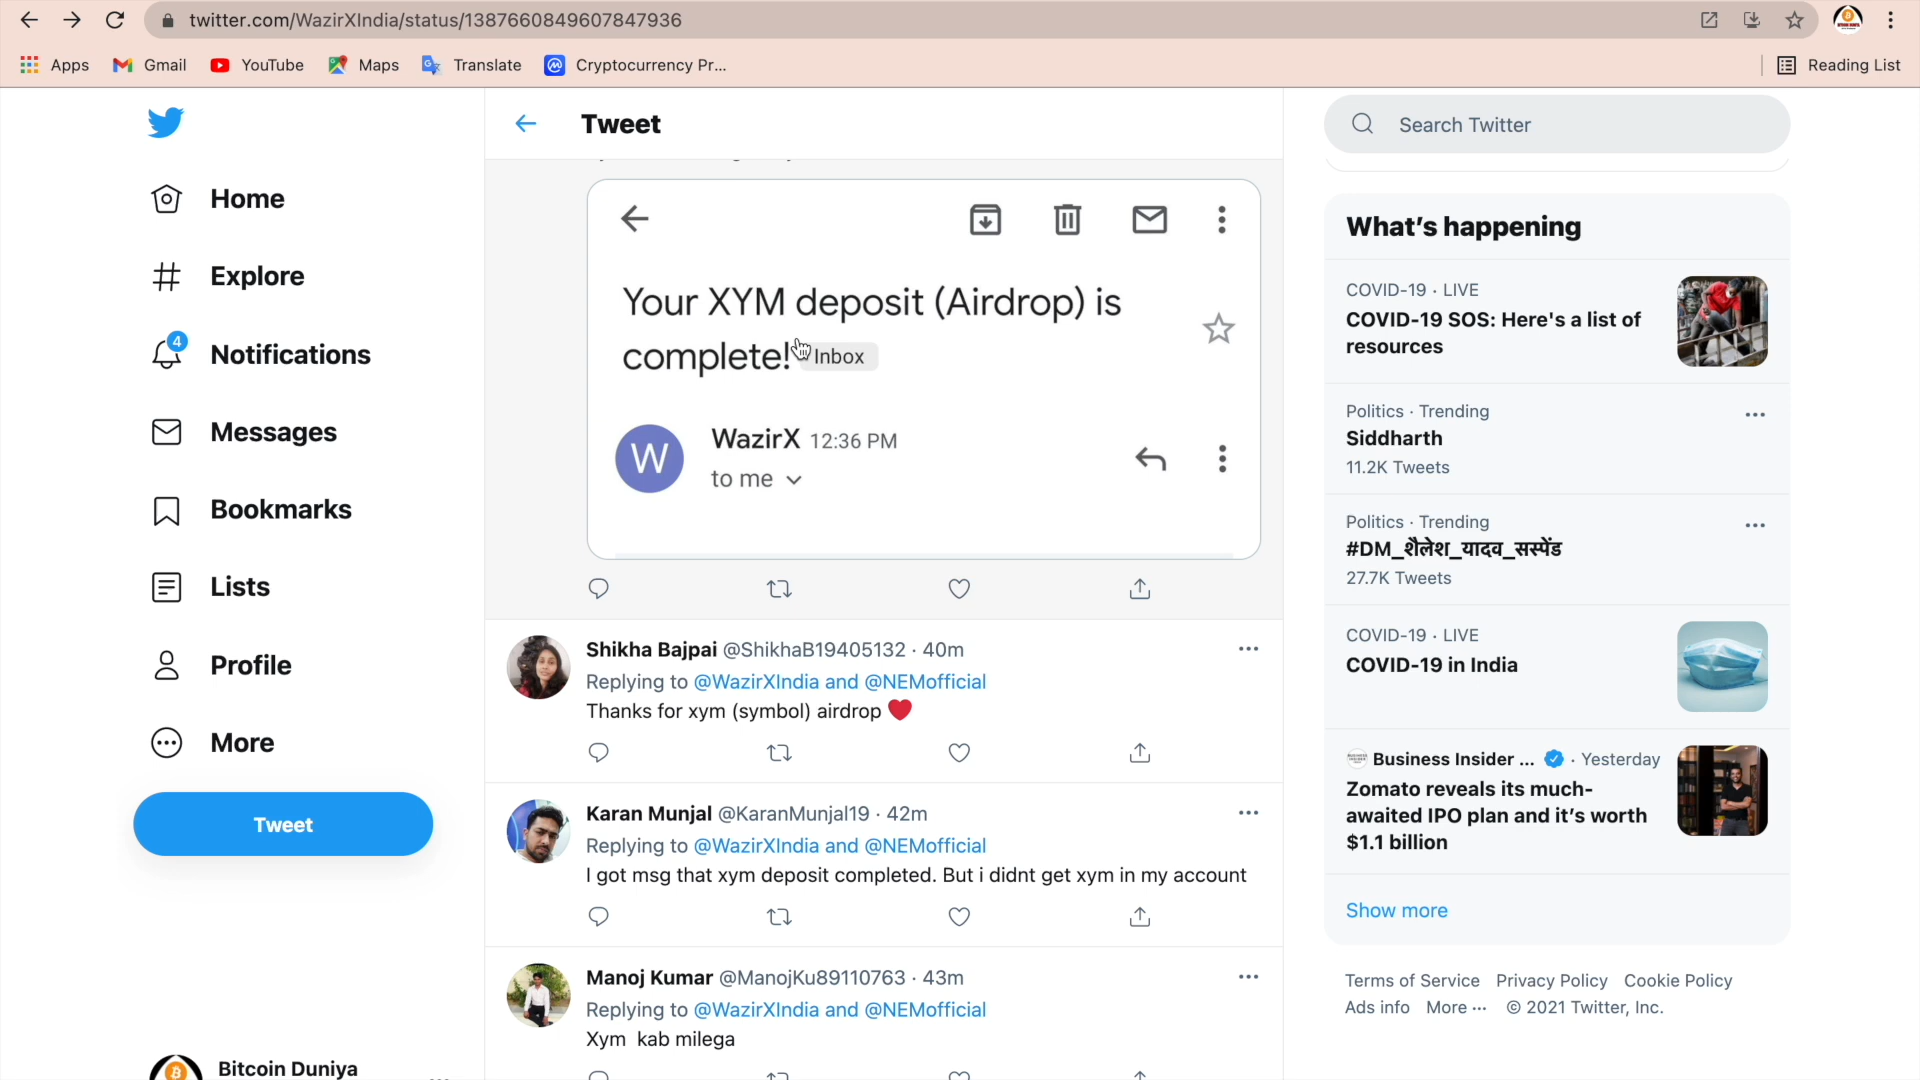 twitter.com/WazirXIndia/status/1387660849607847936
Apps
Gmail
YouTube
Maps
Translate
Cryptocurrency Pr...
Reading List
Home
Explore
4
Notifications
Messages
Bookmarks
Lists
Profile
More
Tweet
Bitcoin Duniya
Tweet
Your XYM deposit (Airdrop) is
complete! Inbox
W
WazirX 12:36 PM
to me
Shikha Bajpai @ShikhaB19405132 · 40m
Replying to @WazirXIndia and @NEMofficial
Thanks for xym (symbol) airdrop ❤️
Karan Munjal @KaranMunjal19 · 42m
Replying to @WazirXIndia and @NEMofficial
I got msg that xym deposit completed. But i didnt get xym in my account
Manoj Kumar @ManojKu89110763 · 43m
Replying to @WazirXIndia and @NEMofficial
Xym kab milega
Search Twitter
What's happening
COVID-19 · LIVE
COVID-19 SOS: Here's a list of
resources
Politics · Trending
Siddharth
11.2K Tweets
Politics · Trending
#DM_शैलेश_यादव_सस्पेंड
27.7K Tweets
COVID-19 · LIVE
COVID-19 in India
Business Insider ... · Yesterday
Zomato reveals its much-
awaited IPO plan and it's worth
$1.1 billion
Show more
Terms of Service Privacy Policy Cookie Policy
Ads info More ··· © 2021 Twitter, Inc.